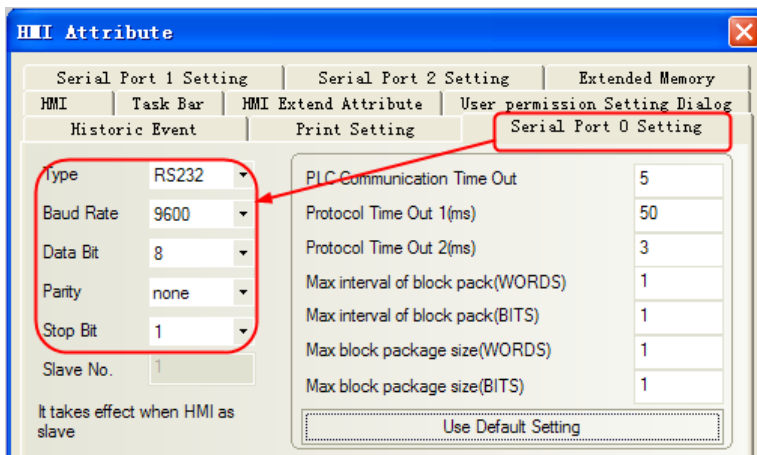 HMI Attribute
Serial Port 1 Setting Serial Port 2 Setting Extended Memory
HMI Task Bar HMI Extend Attribute User permission Setting Dialog
Historic Event Print Setting Serial Port 0 Setting
Type RS232
Baud Rate 9600
Data Bit 8
Parity none
Stop Bit 1
Slave No. 1
It takes effect when HMI as
slave
PLC Communication Time Out 5
Protocol Time Out 1(ms) 50
Protocol Time Out 2(ms) 3
Max interval of block pack(WORDS) 1
Max interval of block pack(BITS) 1
Max block package size(WORDS) 1
Max block package size(BITS) 1
Use Default Setting